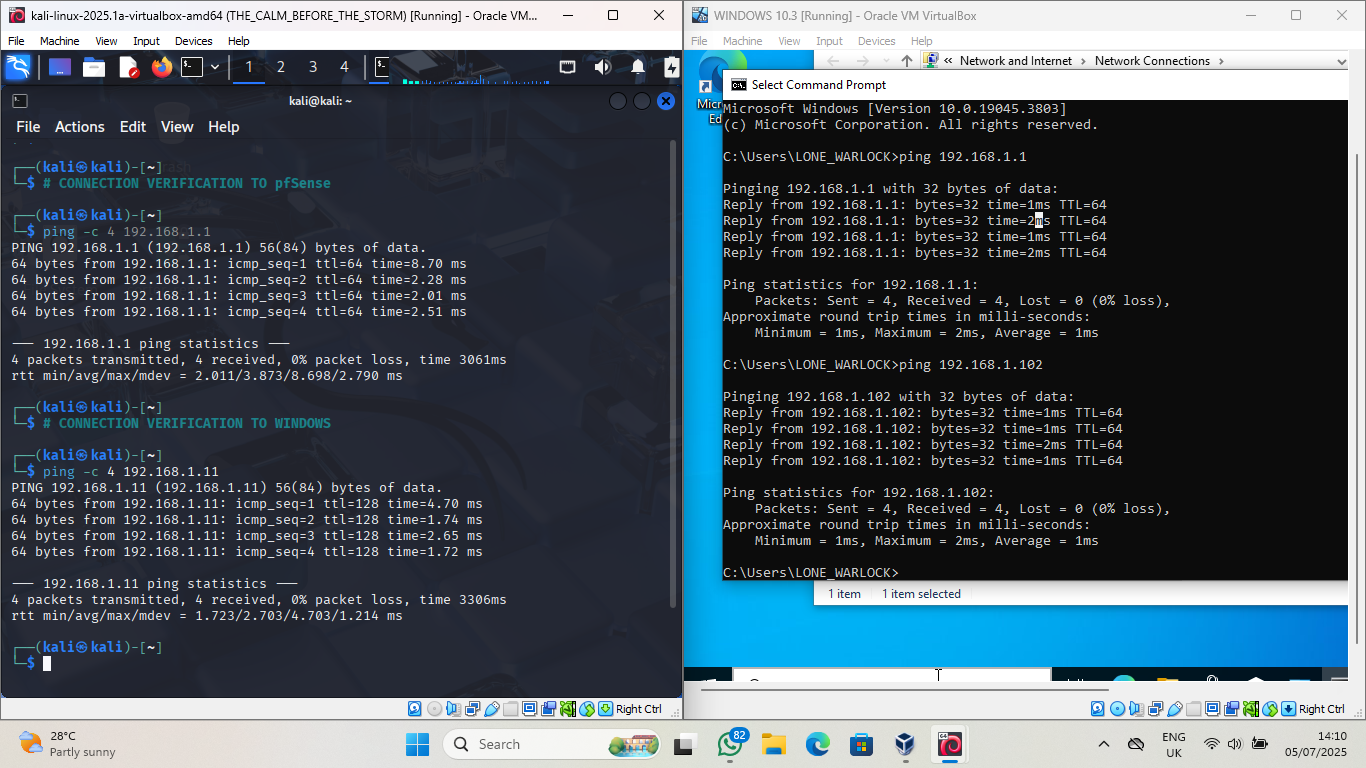 kali-linux-2025.1a-virtualbox-amd64 (THE_CALM_BEFORE_THE_STORM) [Running] - Oracle VM...
File Machine View Input Devices Help
1 2 3 4
kali@kali: ~
File Actions Edit View Help
┌──(kali㉿kali)-[~]
└─$ # CONNECTION VERIFICATION TO pfSense
┌──(kali㉿kali)-[~]
└─$ ping -c 4 192.168.1.1
PING 192.168.1.1 (192.168.1.1) 56(84) bytes of data.
64 bytes from 192.168.1.1: icmp_seq=1 ttl=64 time=8.70 ms
64 bytes from 192.168.1.1: icmp_seq=2 ttl=64 time=2.28 ms
64 bytes from 192.168.1.1: icmp_seq=3 ttl=64 time=2.01 ms
64 bytes from 192.168.1.1: icmp_seq=4 ttl=64 time=2.51 ms
--- 192.168.1.1 ping statistics ---
4 packets transmitted, 4 received, 0% packet loss, time 3061ms
rtt min/avg/max/mdev = 2.011/3.873/8.698/2.790 ms
┌──(kali㉿kali)-[~]
└─$ # CONNECTION VERIFICATION TO WINDOWS
┌──(kali㉿kali)-[~]
└─$ ping -c 4 192.168.1.11
PING 192.168.1.11 (192.168.1.11) 56(84) bytes of data.
64 bytes from 192.168.1.11: icmp_seq=1 ttl=128 time=4.70 ms
64 bytes from 192.168.1.11: icmp_seq=2 ttl=128 time=1.74 ms
64 bytes from 192.168.1.11: icmp_seq=3 ttl=128 time=2.65 ms
64 bytes from 192.168.1.11: icmp_seq=4 ttl=128 time=1.72 ms
--- 192.168.1.11 ping statistics ---
4 packets transmitted, 4 received, 0% packet loss, time 3306ms
rtt min/avg/max/mdev = 1.723/2.703/4.703/1.214 ms
┌──(kali㉿kali)-[~]
└─$
Right Ctrl
WINDOWS 10.3 [Running] - Oracle VM VirtualBox
File Machine View Input Devices Help
« Network and Internet > Network Connections >
Micr
Ed
Select Command Prompt
Microsoft Windows [Version 10.0.19045.3803]
(c) Microsoft Corporation. All rights reserved.
C:\Users\LONE_WARLOCK>ping 192.168.1.1
Pinging 192.168.1.1 with 32 bytes of data:
Reply from 192.168.1.1: bytes=32 time=1ms TTL=64
Reply from 192.168.1.1: bytes=32 time=2ms TTL=64
Reply from 192.168.1.1: bytes=32 time=1ms TTL=64
Reply from 192.168.1.1: bytes=32 time=2ms TTL=64
Ping statistics for 192.168.1.1:
Packets: Sent = 4, Received = 4, Lost = 0 (0% loss),
Approximate round trip times in milli-seconds:
Minimum = 1ms, Maximum = 2ms, Average = 1ms
C:\Users\LONE_WARLOCK>ping 192.168.1.102
Pinging 192.168.1.102 with 32 bytes of data:
Reply from 192.168.1.102: bytes=32 time=1ms TTL=64
Reply from 192.168.1.102: bytes=32 time=1ms TTL=64
Reply from 192.168.1.102: bytes=32 time=2ms TTL=64
Reply from 192.168.1.102: bytes=32 time=1ms TTL=64
Ping statistics for 192.168.1.102:
Packets: Sent = 4, Received = 4, Lost = 0 (0% loss),
Approximate round trip times in milli-seconds:
Minimum = 1ms, Maximum = 2ms, Average = 1ms
C:\Users\LONE_WARLOCK>
1 item 1 item selected
Right Ctrl
28°C
Partly sunny
Search
82
64
ENG
UK
14:10
05/07/2025